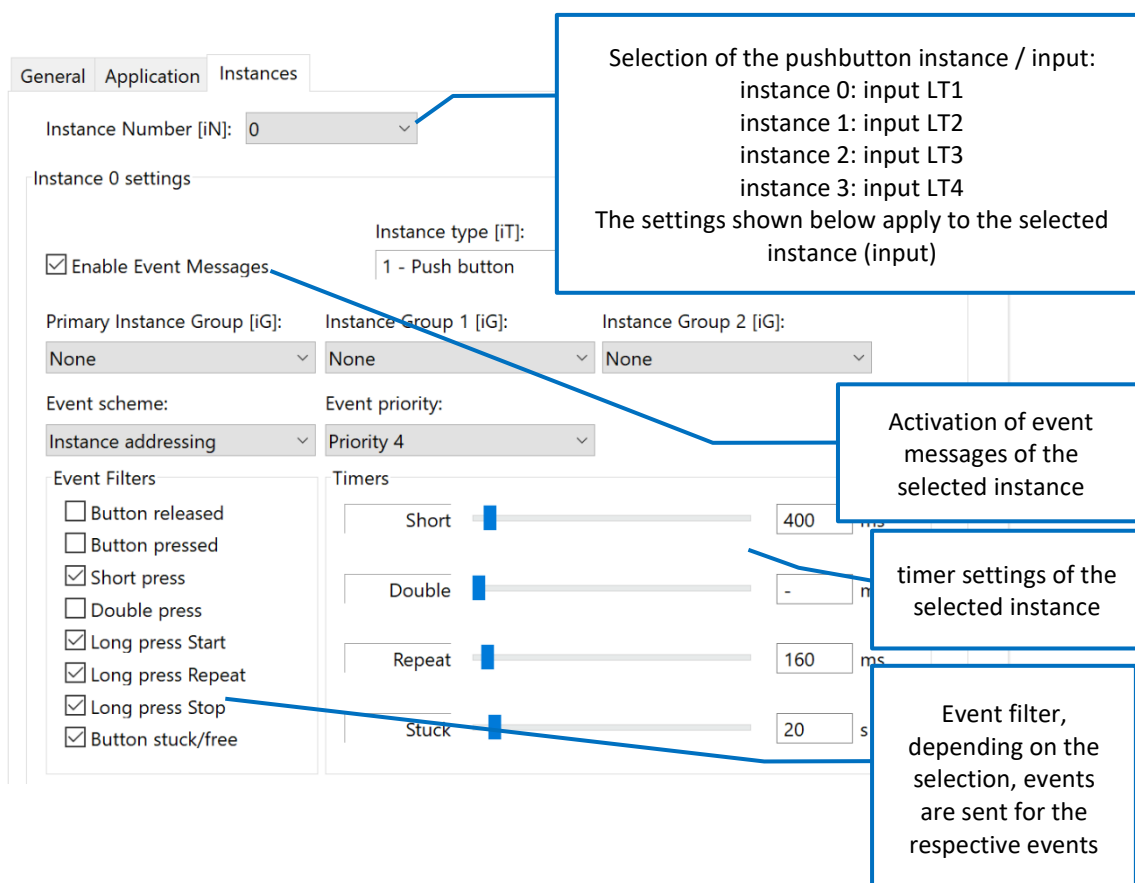 Selection of the pushbutton instance / input:
instance 0: input LT1
instance 1: input LT2
instance 2: input LT3
instance 3: input LT4
The settings shown below apply to the selected
instance (input)
General Application Instances
Instance Number [iN]: 0
Instance 0 settings
Instance type [iT]:
Enable Event Messages 1 - Push button
Primary Instance Group [iG]: Instance Group 1 [iG]: Instance Group 2 [iG]:
None None None
Event scheme: Event priority:
Instance addressing Priority 4
Activation of event
messages of the
selected instance
Event Filters Timers
Button released
Button pressed
Short press
Double press
Long press Start
Long press Repeat
Long press Stop
Button stuck/free
Short 400 ms
Double -
Repeat 160 ms
Stuck 20 s
timer settings of the
selected instance
Event filter,
depending on the
selection, events
are sent for the
respective events